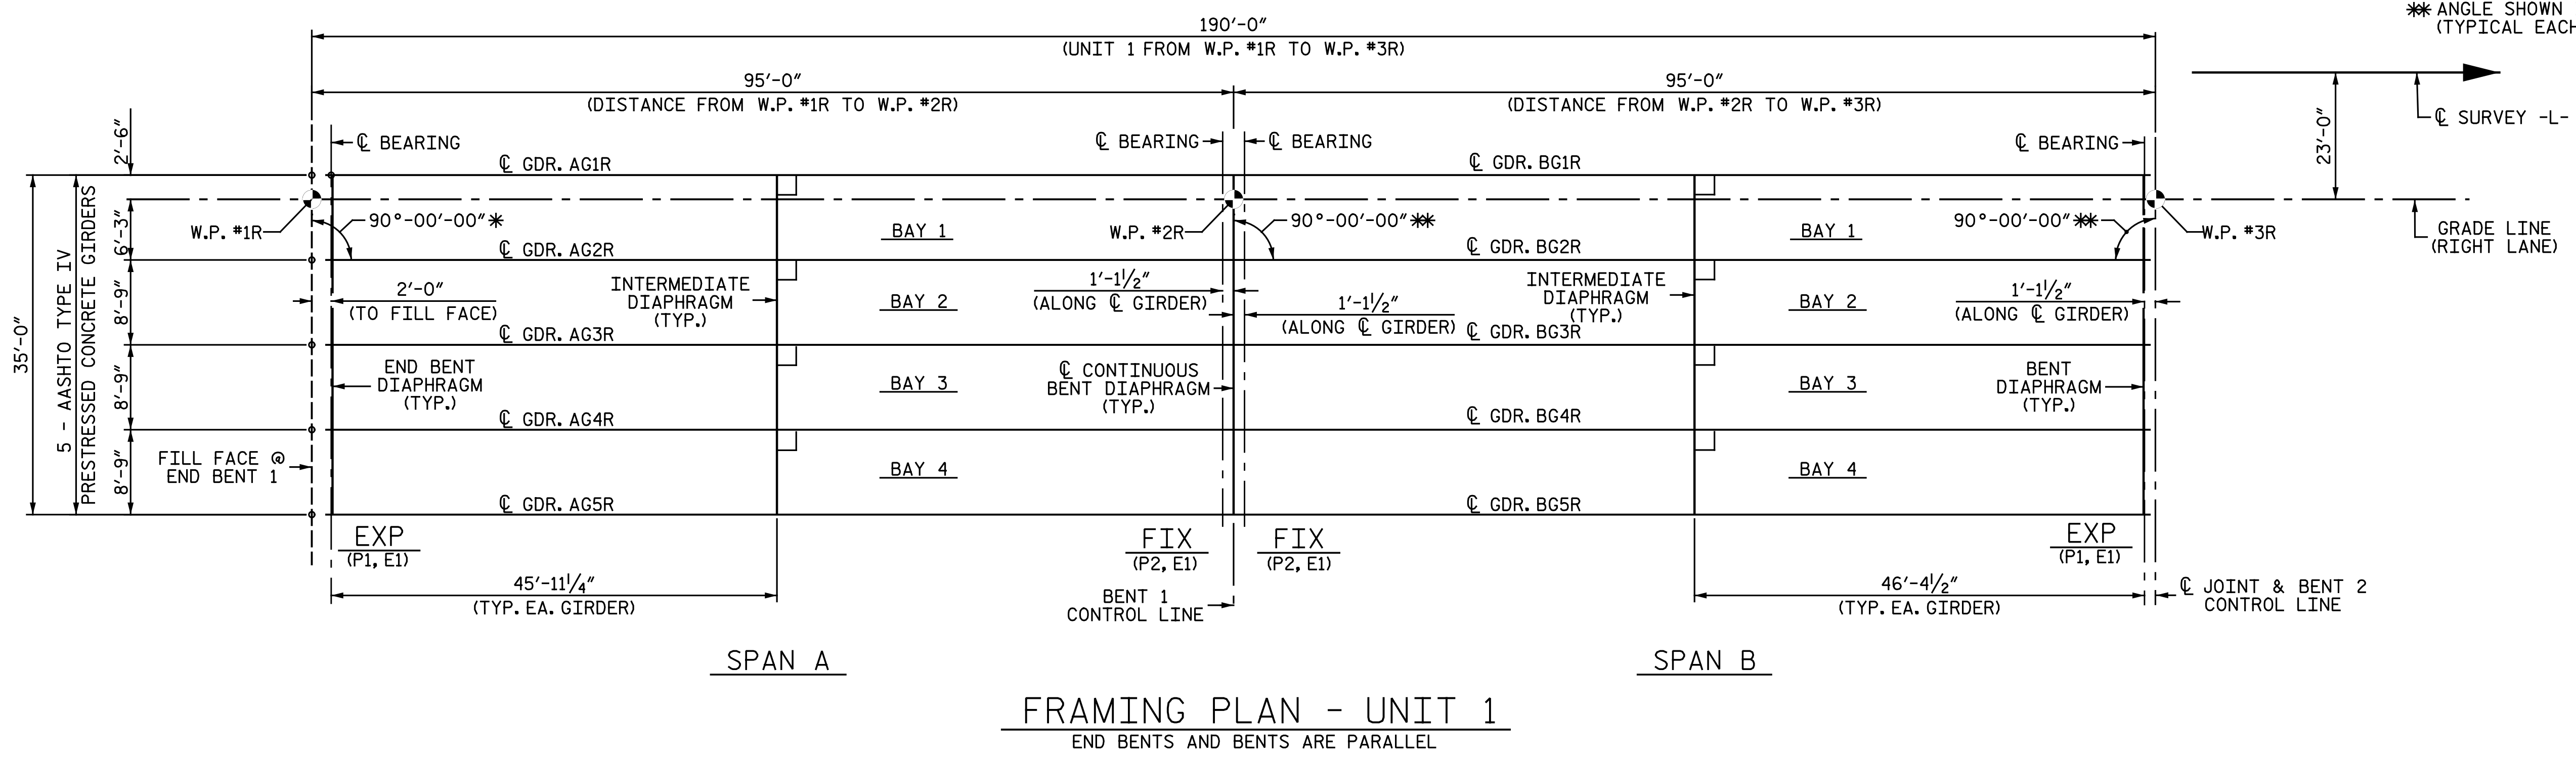 190'-0"
(UNIT 1 FROM W.P. #1R TO W.P. #3R)
✳✳ ANGLE SHOWN
(TYPICAL EACH
95'-0"
(DISTANCE FROM W.P. #1R TO W.P. #2R)
95'-0"
(DISTANCE FROM W.P. #2R TO W.P. #3R)
23'-0"
℄ SURVEY -L-
2'-6"
℄ BEARING
℄ BEARING
℄ BEARING
℄ BEARING
℄ GDR. AG1R
℄ GDR. BG1R
W.P. #1R
90°-00'-00"✳
BAY 1
W.P. #2R
90°-00'-00"✳✳
BAY 1
90°-00'-00"✳✳
W.P. #3R
GRADE LINE
(RIGHT LANE)
6'-3"
℄ GDR. AG2R
℄ GDR. BG2R
35'-0"
5 - AASHTO TYPE IV
PRESTRESSED CONCRETE GIRDERS
8'-9"
2'-0"
(TO FILL FACE)
INTERMEDIATE
DIAPHRAGM
(TYP.)
BAY 2
1'-1½"
(ALONG ℄ GIRDER)
1'-1½"
(ALONG ℄ GIRDER)
INTERMEDIATE
DIAPHRAGM
(TYP.)
BAY 2
1'-1½"
(ALONG ℄ GIRDER)
℄ GDR. AG3R
℄ GDR. BG3R
8'-9"
END BENT
DIAPHRAGM
(TYP.)
BAY 3
℄ CONTINUOUS
BENT DIAPHRAGM
(TYP.)
BAY 3
BENT
DIAPHRAGM
(TYP.)
℄ GDR. AG4R
℄ GDR. BG4R
8'-9"
FILL FACE @
END BENT 1
BAY 4
BAY 4
℄ GDR. AG5R
℄ GDR. BG5R
EXP
(P1, E1)
FIX
(P2, E1)
FIX
(P2, E1)
EXP
(P1, E1)
45'-11¼"
(TYP. EA. GIRDER)
BENT 1
CONTROL LINE
46'-4½"
(TYP. EA. GIRDER)
℄ JOINT & BENT 2
CONTROL LINE
SPAN A
SPAN B
FRAMING PLAN - UNIT 1
END BENTS AND BENTS ARE PARALLEL